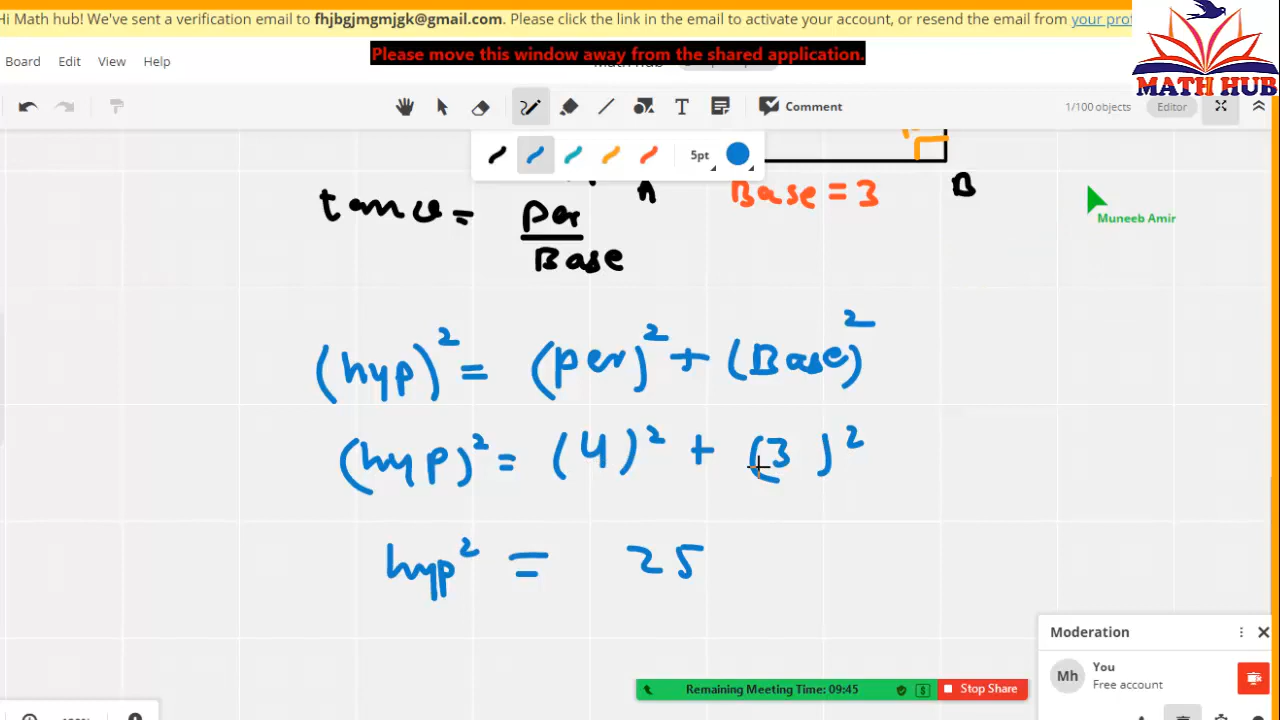 Hi Math hub! We've sent a verification email to fhjbgjmgmjgk@gmail.com. Please click the link in the email to activate your account, or resend the email from your prof
Please move this window away from the shared application.
MATH HUB
Board Edit View Help
Comment
1/100 objects
Editor
5pt
A
Base = 3
B
Muneeb Amir
tan θ = Per
Base
(hyp)² = (per)² + (Base)²
(hyp)² = (4)² + (3)²
hyp² = 25
Moderation
You
Mh
Free account
Remaining Meeting Time: 09:45
Stop Share